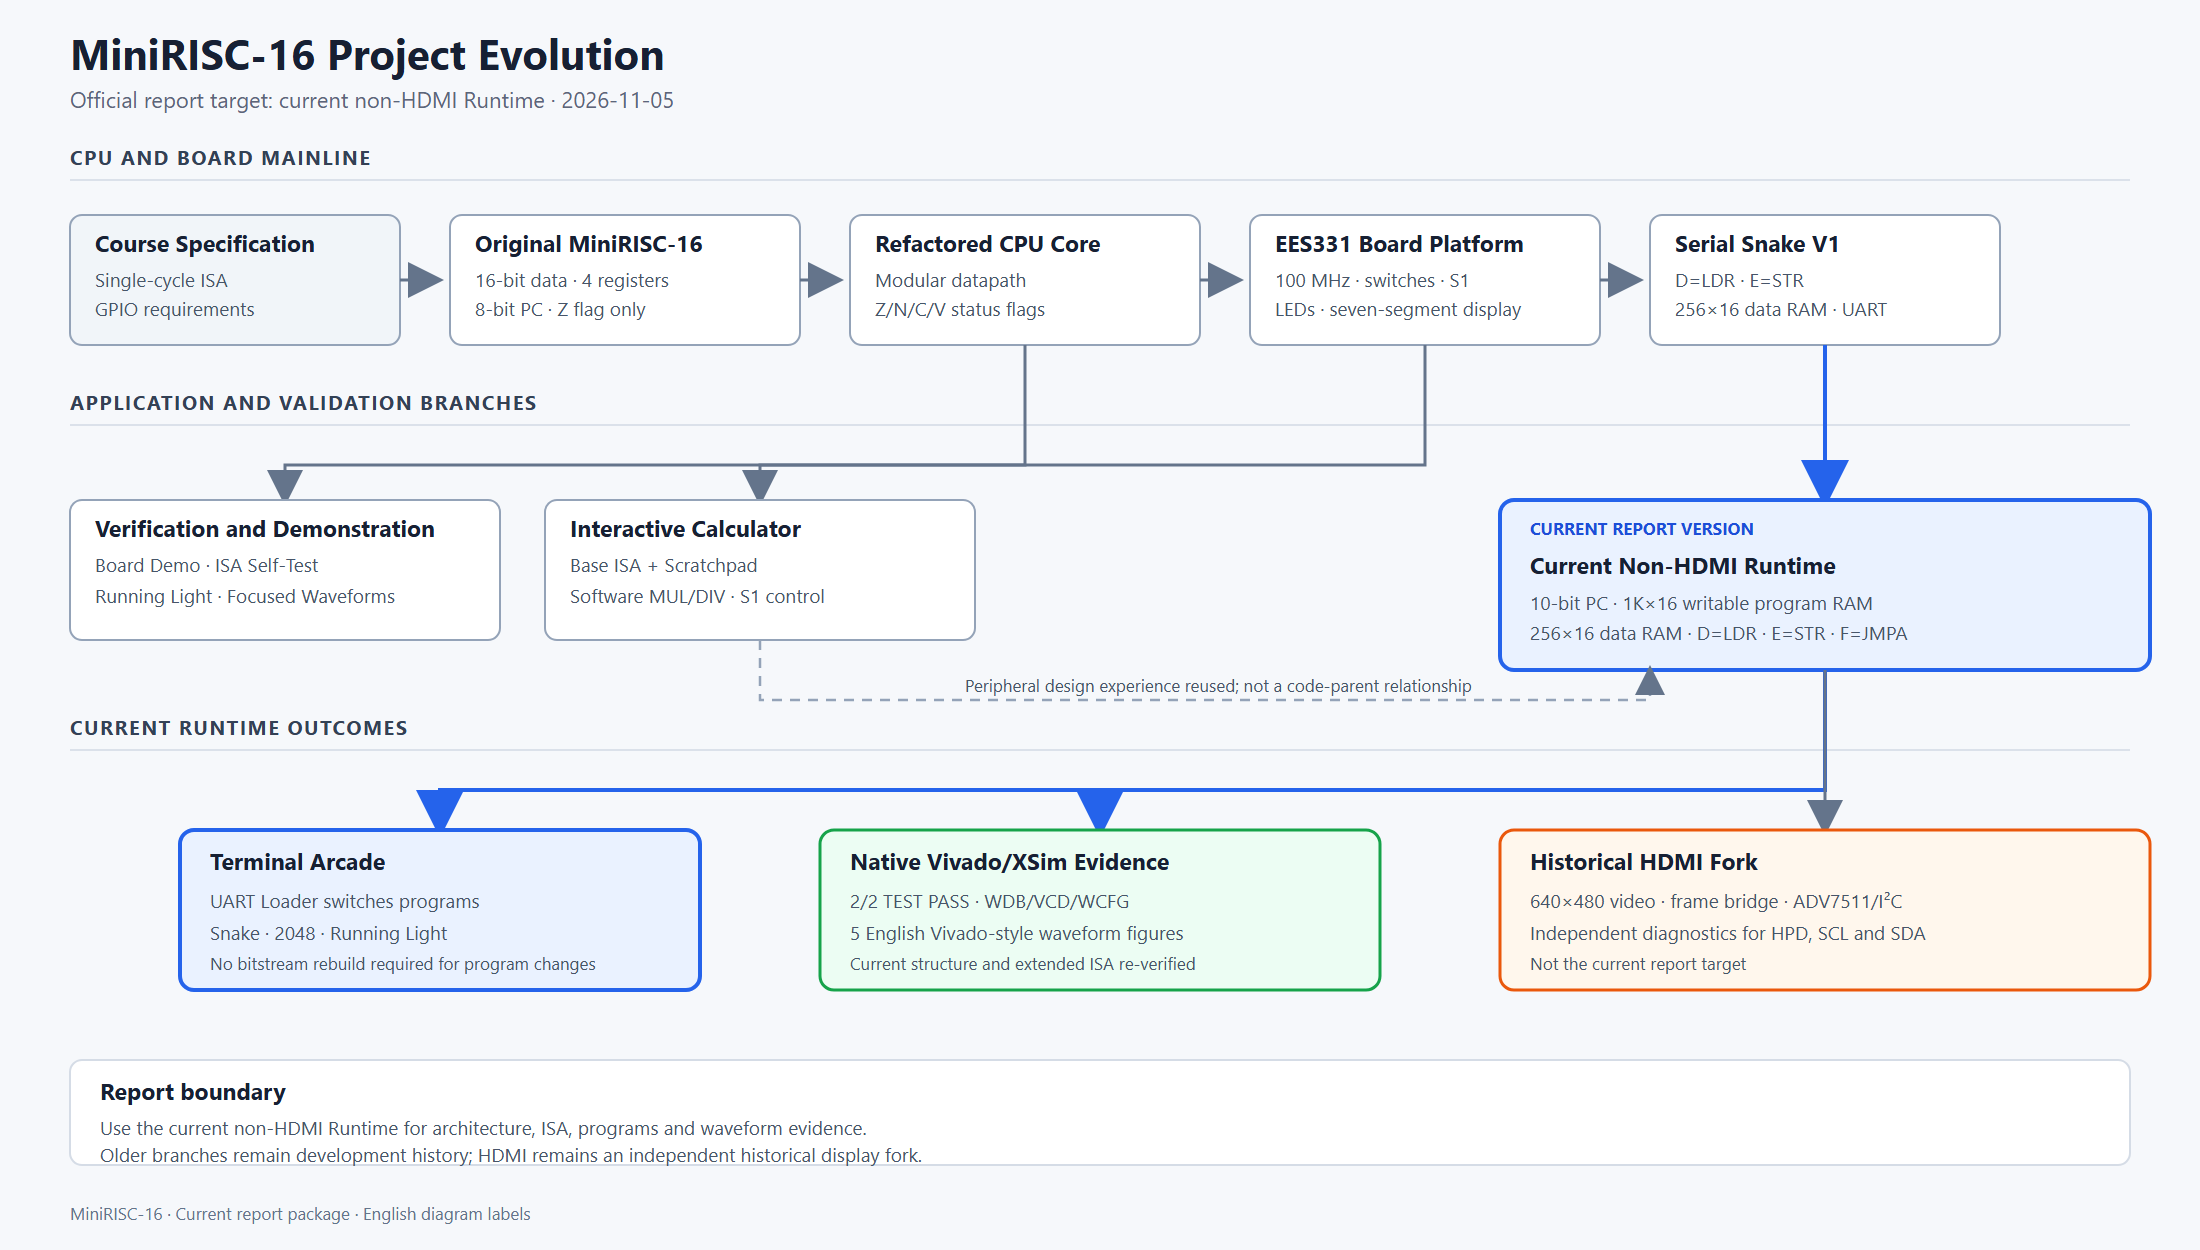 MiniRISC-16 Project Evolution
Official report target: current non-HDMI Runtime · 2026-11-05
CPU AND BOARD MAINLINE
Course Specification
Single-cycle ISA
GPIO requirements
Original MiniRISC-16
16-bit data · 4 registers
8-bit PC · Z flag only
Refactored CPU Core
Modular datapath
Z/N/C/V status flags
EES331 Board Platform
100 MHz · switches · S1
LEDs · seven-segment display
Serial Snake V1
D=LDR · E=STR
256×16 data RAM · UART
APPLICATION AND VALIDATION BRANCHES
Verification and Demonstration
Board Demo · ISA Self-Test
Running Light · Focused Waveforms
Interactive Calculator
Base ISA + Scratchpad
Software MUL/DIV · S1 control
CURRENT REPORT VERSION
Current Non-HDMI Runtime
10-bit PC · 1K×16 writable program RAM
256×16 data RAM · D=LDR · E=STR · F=JMPA
Peripheral design experience reused; not a code-parent relationship
CURRENT RUNTIME OUTCOMES
Terminal Arcade
UART Loader switches programs
Snake · 2048 · Running Light
No bitstream rebuild required for program changes
Native Vivado/XSim Evidence
2/2 TEST PASS · WDB/VCD/WCFG
5 English Vivado-style waveform figures
Current structure and extended ISA re-verified
Historical HDMI Fork
640×480 video · frame bridge · ADV7511/I²C
Independent diagnostics for HPD, SCL and SDA
Not the current report target
Report boundary
Use the current non-HDMI Runtime for architecture, ISA, programs and waveform evidence.
Older branches remain development history; HDMI remains an independent historical display fork.
MiniRISC-16 · Current report package · English diagram labels